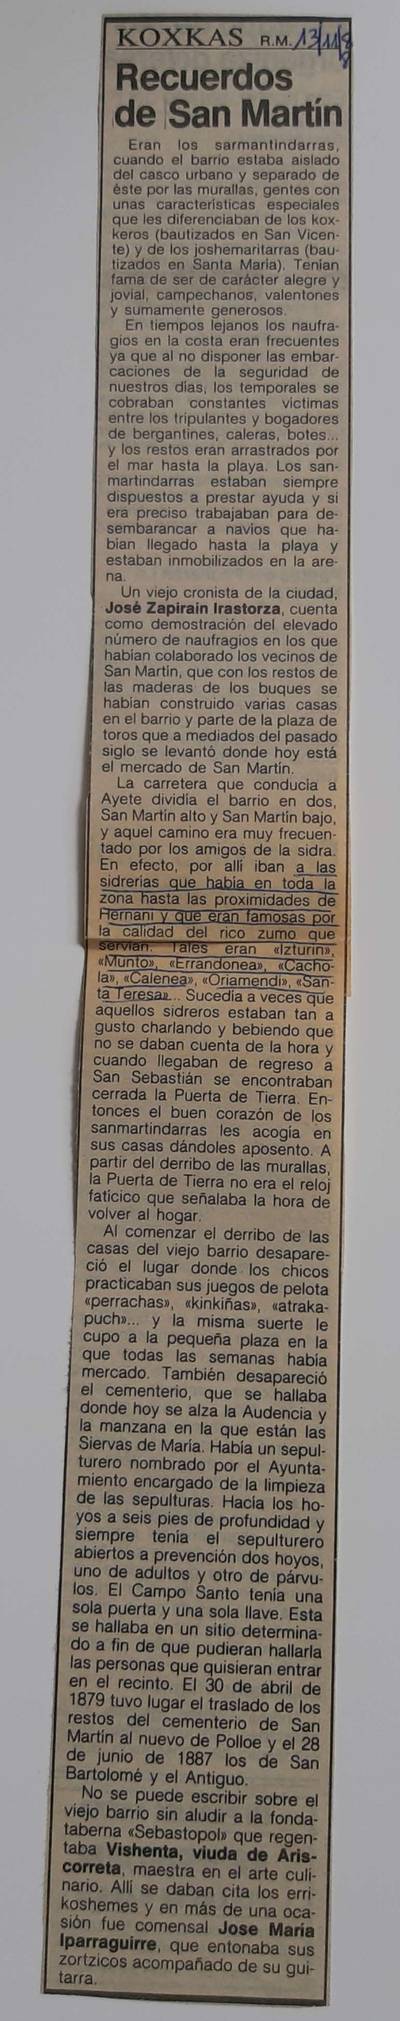 KOXKAS R.M. 13/11/88
Recuerdos
de San Martín
Eran los sarmantindarras,
cuando el barrio estaba aislado
del casco urbano y separado de
éste por las murallas, gentes con
unas características especiales
que les diferenciaban de los kox-
keros (bautizados en San Vicen-
te) y de los joshemaritarras (bau-
tizados en Santa María). Tenían
fama de ser de carácter alegre y
jovial, campechanos, valentones
y sumamente generosos.
En tiempos lejanos los naufra-
gios en la costa eran frecuentes
ya que al no disponer las embar-
caciones de la seguridad de
nuestros días, los temporales se
cobraban constantes victimas
entre los tripulantes y bogadores
de bergantines, caleras, botes...
y los restos eran arrastrados por
el mar hasta la playa. Los san-
martindarras estaban siempre
dispuestos a prestar ayuda y si
era preciso trabajaban para de-
sembarancar a navíos que ha-
bían llegado hasta la playa y
estaban inmobilizados en la are-
na.
Un viejo cronista de la ciudad,
José Zapirain Irastorza, cuenta
como demostración del elevado
número de naufragios en los que
habían colaborado los vecinos de
San Martín, que con los restos de
las maderas de los buques se
habían construido varias casas
en el barrio y parte de la plaza de
toros que a mediados del pasado
siglo se levantó donde hoy está
el mercado de San Martín.
La carretera que conducía a
Ayete dividía el barrio en dos,
San Martín alto y San Martín bajo,
y aquel camino era muy frecuen-
tado por los amigos de la sidra.
En efecto, por allí iban a las
sidrerías que había en toda la
zona hasta las proximidades de
Hernani y que eran famosas por
la calidad del rico zumo que
servían. Tales eran «Izturin»,
«Munto», «Errandonea», «Cacho-
la», «Calenea», «Oriamendi», «San-
ta Teresa»... Sucedía a veces que
aquellos sidreros estaban tan a
gusto charlando y bebiendo que
no se daban cuenta de la hora y
cuando llegaban de regreso a
San Sebastián se encontraban
cerrada la Puerta de Tierra. En-
tonces el buen corazón de los
sanmartindarras les acogía en
sus casas dándoles aposento. A
partir del derribo de las murallas,
la Puerta de Tierra no era el reloj
fatícico que señalaba la hora de
volver al hogar.
Al comenzar el derribo de las
casas del viejo barrio desapare-
ció el lugar donde los chicos
practicaban sus juegos de pelota
«perrachas», «kinkiñas», «atraka-
puch»... y la misma suerte le
cupo a la pequeña plaza en la
que todas las semanas había
mercado. También desapareció
el cementerio, que se hallaba
donde hoy se alza la Audencia y
la manzana en la que están las
Siervas de María. Había un sepul-
turero nombrado por el Ayunta-
miento encargado de la limpieza
de las sepulturas. Hacía los ho-
yos a seis pies de profundidad y
siempre tenía el sepulturero
abiertos a prevención dos hoyos,
uno de adultos y otro de párvu-
los. El Campo Santo tenía una
sola puerta y una sola llave. Esta
se hallaba en un sitio determina-
do a fin de que pudieran hallarla
las personas que quisieran entrar
en el recinto. El 30 de abril de
1879 tuvo lugar el traslado de los
restos del cementerio de San
Martín al nuevo de Polloe y el 28
de junio de 1887 los de San
Bartolomé y el Antiguo.
No se puede escribir sobre el
viejo barrio sin aludir a la fonda-
taberna «Sebastopol» que regen-
taba Vishenta, viuda de Aris-
correta, maestra en el arte culi-
nario. Allí se daban cita los erri-
koshemes y en más de una oca-
sión fue comensal Jose María
Iparraguirre, que entonaba sus
zortzicos acompañado de su gui-
tarra.